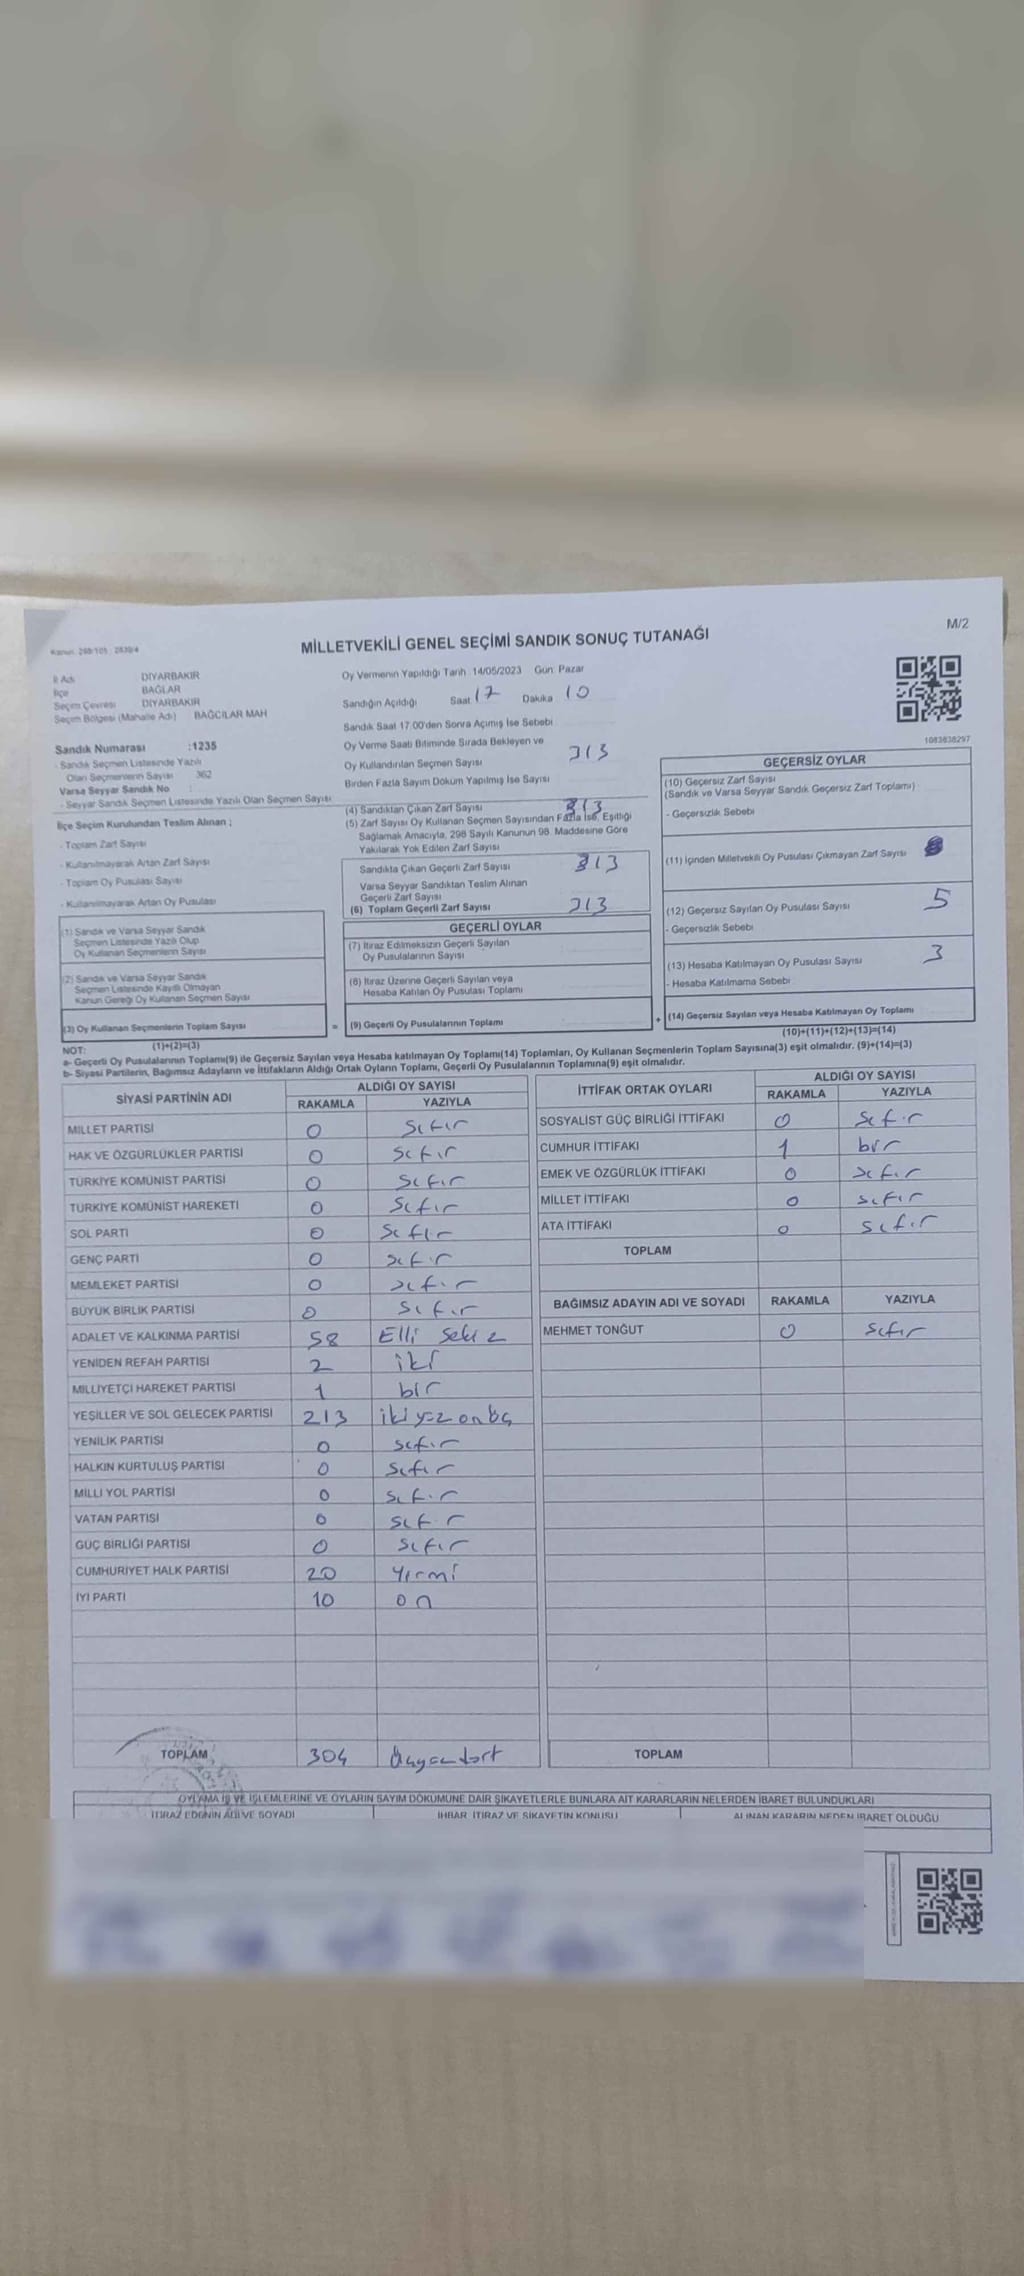 M/2
Kanun: 298/105 - 2839/4
MİLLETVEKİLİ GENEL SEÇİMİ SANDIK SONUÇ TUTANAĞI
İl Adı DİYARBAKIR
İlçe BAĞLAR
Seçim Çevresi DİYARBAKIR
Seçim Bölgesi (Mahalle Adı) BAĞCILAR MAH
Sandık Numarası :1235
- Sandık Seçmen Listesinde Yazılı
Olan Seçmenlerin Sayısı 362
Varsa Seyyar Sandık No :
- Seyyar Sandık Seçmen Listesinde Yazılı Olan Seçmen Sayısı
İlçe Seçim Kurulundan Teslim Alınan ;
- Toplam Zarf Sayısı
- Kullanılmayarak Artan Zarf Sayısı
- Toplam Oy Pusulası Sayısı
- Kullanılmayarak Artan Oy Pusulası
(1) Sandık ve Varsa Seyyar Sandık
Seçmen Listesinde Yazılı Olup
Oy Kullanan Seçmenlerin Sayısı
(2) Sandık ve Varsa Seyyar Sandık
Seçmen Listesinde Kayıtlı Olmayan
Kanun Gereği Oy Kullanan Seçmen Sayısı
(3) Oy Kullanan Seçmenlerin Toplam Sayısı
(1)+(2)=(3)
Oy Vermenin Yapıldığı Tarih :14/05/2023 Gün: Pazar
Sandığın Açıldığı Saat 17 Dakika 10
Sandık Saat 17.00'den Sonra Açılmış İse Sebebi
Oy Verme Saati Bitiminde Sırada Bekleyen ve
Oy Kullandırılan Seçmen Sayısı 313
Birden Fazla Sayım Döküm Yapılmış İse Sayısı
(4) Sandıktan Çıkan Zarf Sayısı 313
(5) Zarf Sayısı Oy Kullanan Seçmen Sayısından Fazla İse, Eşitliği
Sağlamak Amacıyla, 298 Sayılı Kanunun 98. Maddesine Göre
Yakılarak Yok Edilen Zarf Sayısı
Sandıkta Çıkan Geçerli Zarf Sayısı 313
Varsa Seyyar Sandıktan Teslim Alınan
Geçerli Zarf Sayısı
(6) Toplam Geçerli Zarf Sayısı 313
GEÇERLİ OYLAR
(7) İtiraz Edilmeksizin Geçerli Sayılan
Oy Pusulalarının Sayısı
(8) İtiraz Üzerine Geçerli Sayılan veya
Hesaba Katılan Oy Pusulası Toplamı
= (9) Geçerli Oy Pusulalarının Toplamı +
1083838297
GEÇERSİZ OYLAR
(10) Geçersiz Zarf Sayısı
(Sandık ve Varsa Seyyar Sandık Geçersiz Zarf Toplamı)
- Geçersizlik Sebebi
(11) İçinden Milletvekili Oy Pusulası Çıkmayan Zarf Sayısı
(12) Geçersiz Sayılan Oy Pusulası Sayısı 5
- Geçersizlik Sebebi
(13) Hesaba Katılmayan Oy Pusulası Sayısı 3
- Hesaba Katılmama Sebebi
(14) Geçersiz Sayılan veya Hesaba Katılmayan Oy Toplamı
(10)+(11)+(12)+(13)=(14)
NOT:
a- Geçerli Oy Pusulalarının Toplamı(9) ile Geçersiz Sayılan veya Hesaba katılmayan Oy Toplamı(14) Toplamları, Oy Kullanan Seçmenlerin Toplam Sayısına(3) eşit olmalıdır. (9)+(14)=(3)
b- Siyasi Partilerin, Bağımsız Adayların ve İttifakların Aldığı Ortak Oyların Toplamı, Geçerli Oy Pusulalarının Toplamına(9) eşit olmalıdır.
SİYASİ PARTİNİN ADI ALDIĞI OY SAYISI
RAKAMLA YAZIYLA
MİLLET PARTİSİ 0 Sıfır
HAK VE ÖZGÜRLÜKLER PARTİSİ 0 Sıfır
TÜRKİYE KOMÜNİST PARTİSİ 0 Sıfır
TÜRKİYE KOMÜNİST HAREKETİ 0 Sıfır
SOL PARTİ 0 Sıfır
GENÇ PARTİ 0 Sıfır
MEMLEKET PARTİSİ 0 Sıfır
BÜYÜK BİRLİK PARTİSİ 0 Sıfır
ADALET VE KALKINMA PARTİSİ 58 Elli Sekiz
YENİDEN REFAH PARTİSİ 2 iki
MİLLİYETÇİ HAREKET PARTİSİ 1 bir
YEŞİLLER VE SOL GELECEK PARTİSİ 213 ikiyüz onüç
YENİLİK PARTİSİ 0 Sıfır
HALKIN KURTULUŞ PARTİSİ 0 Sıfır
MİLLİ YOL PARTİSİ 0 Sıfır
VATAN PARTİSİ 0 Sıfır
GÜÇ BİRLİĞİ PARTİSİ 0 Sıfır
CUMHURİYET HALK PARTİSİ 20 Yirmi
İYİ PARTİ 10 on
TOPLAM 304 Üçyüzdört
İTTİFAK ORTAK OYLARI ALDIĞI OY SAYISI
RAKAMLA YAZIYLA
SOSYALİST GÜÇ BİRLİĞİ İTTİFAKI 0 Sıfır
CUMHUR İTTİFAKI 1 bir
EMEK VE ÖZGÜRLÜK İTTİFAKI 0 Sıfır
MİLLET İTTİFAKI 0 Sıfır
ATA İTTİFAKI 0 Sıfır
TOPLAM
BAĞIMSIZ ADAYIN ADI VE SOYADI RAKAMLA YAZIYLA
MEHMET TONĞUT 0 Sıfır
TOPLAM
OYLAMA İŞ VE İŞLEMLERİNE VE OYLARIN SAYIM DÖKÜMÜNE DAİR ŞİKAYETLERLE BUNLARA AİT KARARLARIN NELERDEN İBARET BULUNDUKLARI
İTİRAZ EDENİN ADI VE SOYADI İHBAR, İTİRAZ VE ŞİKAYETİN KONUSU ALINAN KARARIN NEDEN İBARET OLDUĞU